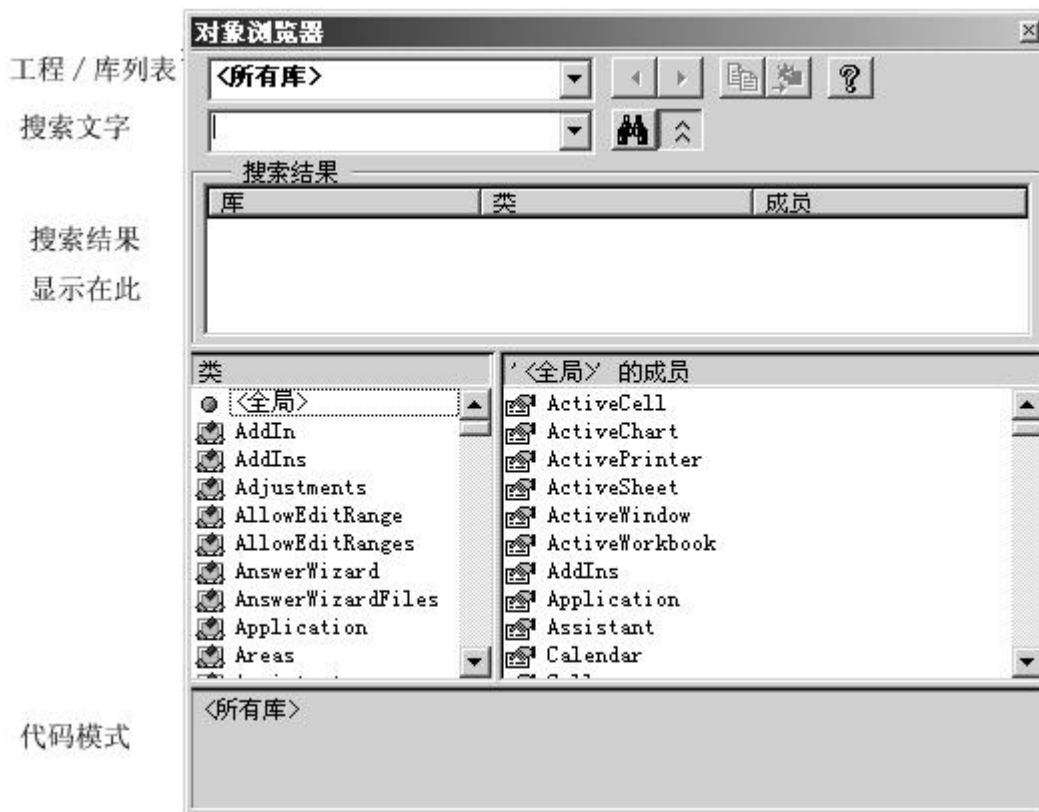 对象浏览器
工程 / 库列表
<所有库>
搜索文字
搜索结果
库 类 成员
搜索结果
显示在此
类
<全局>
AddIn
AddIns
Adjustments
AllowEditRange
AllowEditRanges
AnswerWizard
AnswerWizardFiles
Application
Areas
'<全局>' 的成员
ActiveCell
ActiveChart
ActivePrinter
ActiveSheet
ActiveWindow
ActiveWorkbook
AddIns
Application
Assistant
Calendar
代码模式
<所有库>